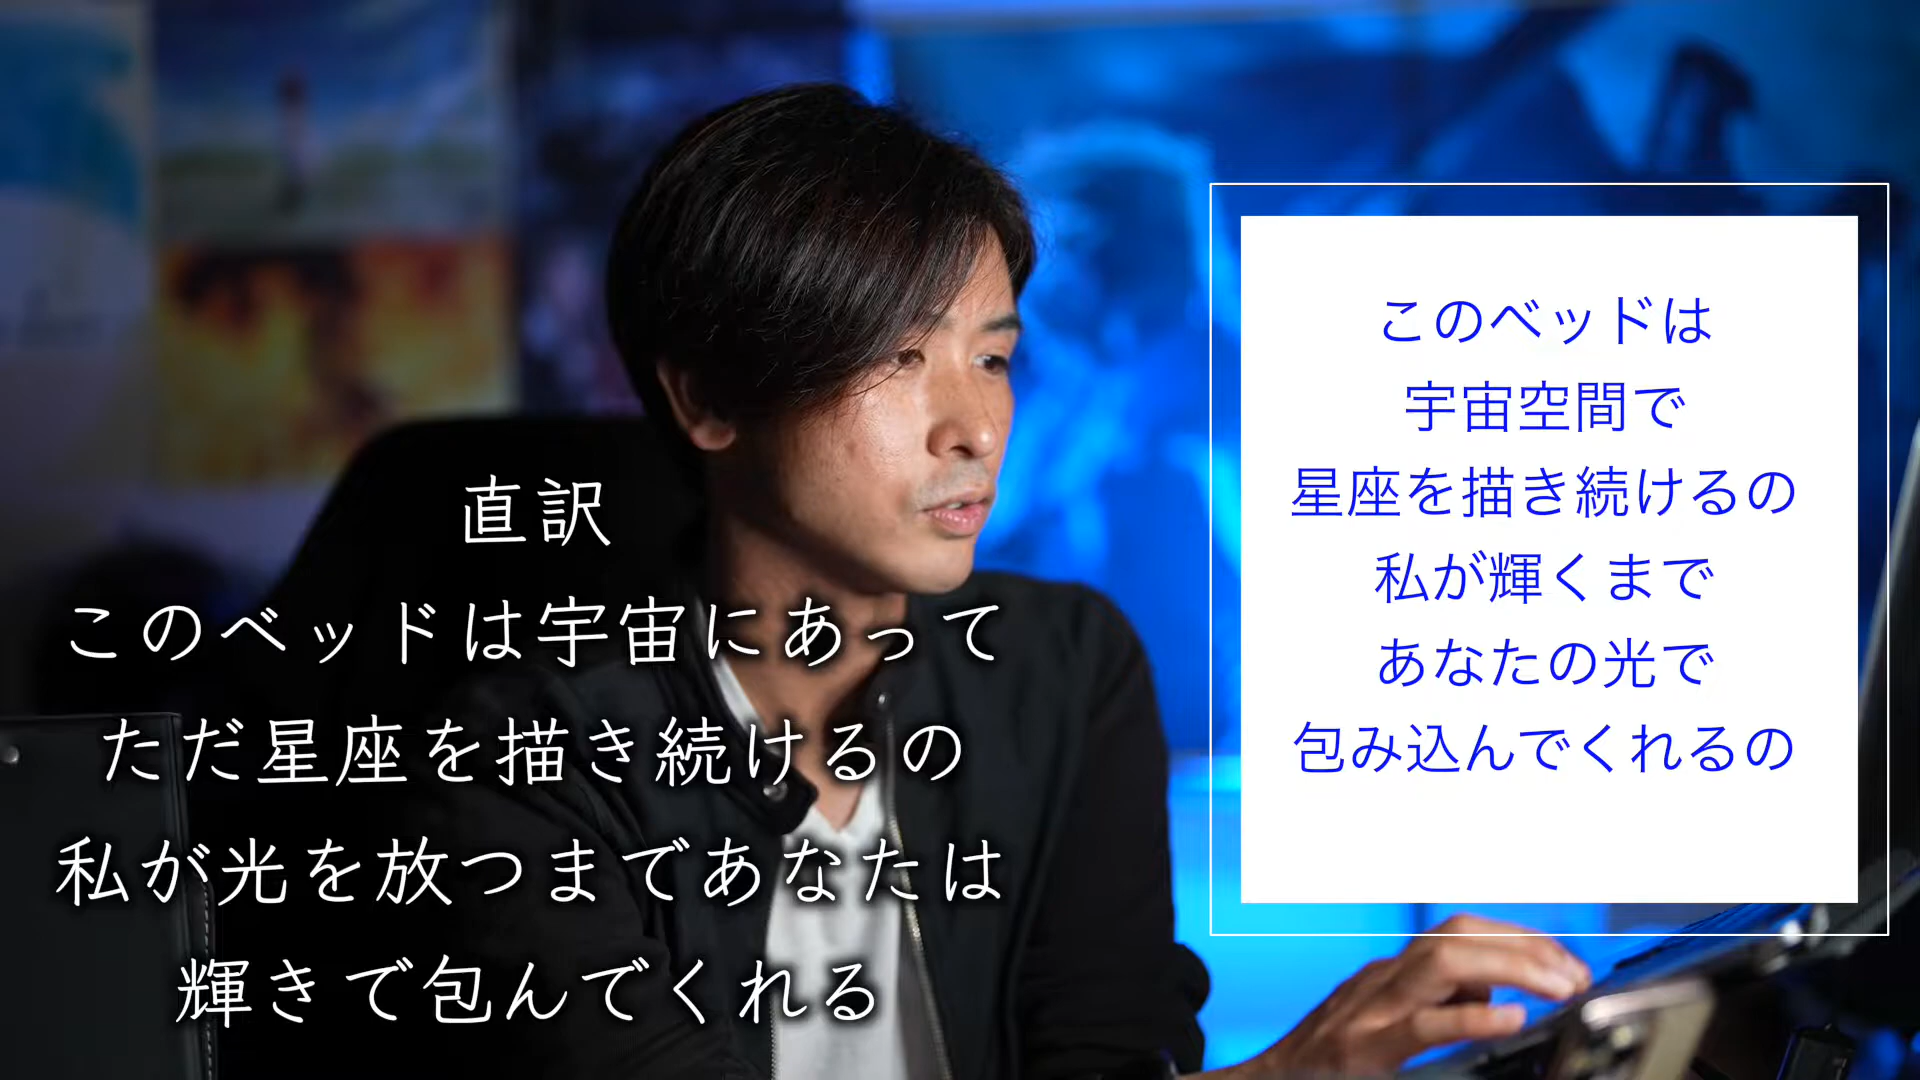 直訳
このベッドは宇宙にあって
ただ星座を描き続けるの
私が光を放つまであなたは
輝きで包んでくれる
このベッドは
宇宙空間で
星座を描き続けるの
私が輝くまで
あなたの光で
包み込んでくれるの